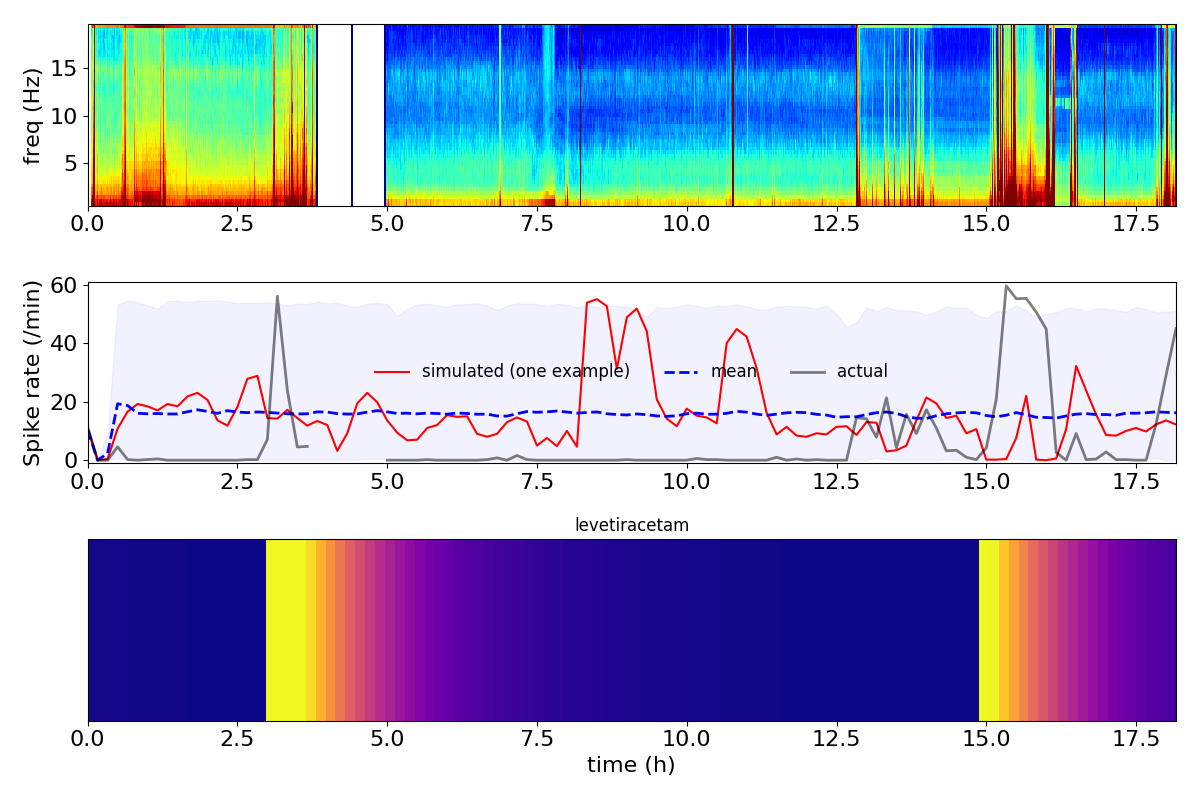 freq (Hz)
15
10
5
0.0 2.5 5.0 7.5 10.0 12.5 15.0 17.5
Spike rate (/min)
60
40
20
0
simulated (one example) mean actual
0.0 2.5 5.0 7.5 10.0 12.5 15.0 17.5
levetiracetam
0.0 2.5 5.0 7.5 10.0 12.5 15.0 17.5
time (h)